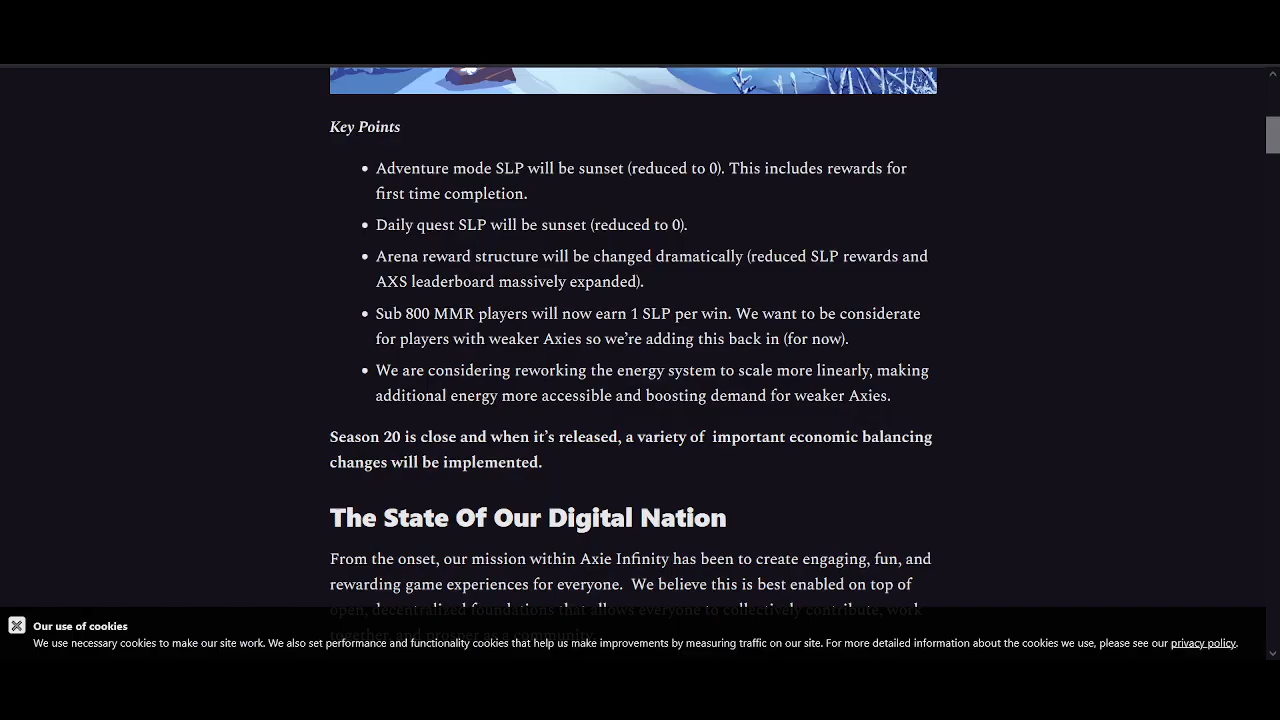 Key Points
• Adventure mode SLP will be sunset (reduced to 0). This includes rewards for
first time completion.
• Daily quest SLP will be sunset (reduced to 0).
• Arena reward structure will be changed dramatically (reduced SLP rewards and
AXS leaderboard massively expanded).
• Sub 800 MMR players will now earn 1 SLP per win. We want to be considerate
for players with weaker Axies so we’re adding this back in (for now).
• We are considering reworking the energy system to scale more linearly, making
additional energy more accessible and boosting demand for weaker Axies.
Season 20 is close and when it’s released, a variety of important economic balancing
changes will be implemented.
The State Of Our Digital Nation
From the onset, our mission within Axie Infinity has been to create engaging, fun, and
rewarding game experiences for everyone. We believe this is best enabled on top of
open, decentralized foundations that allows everyone to collectively contribute, work
together, and prosper as a community.
Our use of cookies
We use necessary cookies to make our site work. We also set performance and functionality cookies that help us make improvements by measuring traffic on our site. For more detailed information about the cookies we use, please see our privacy policy.